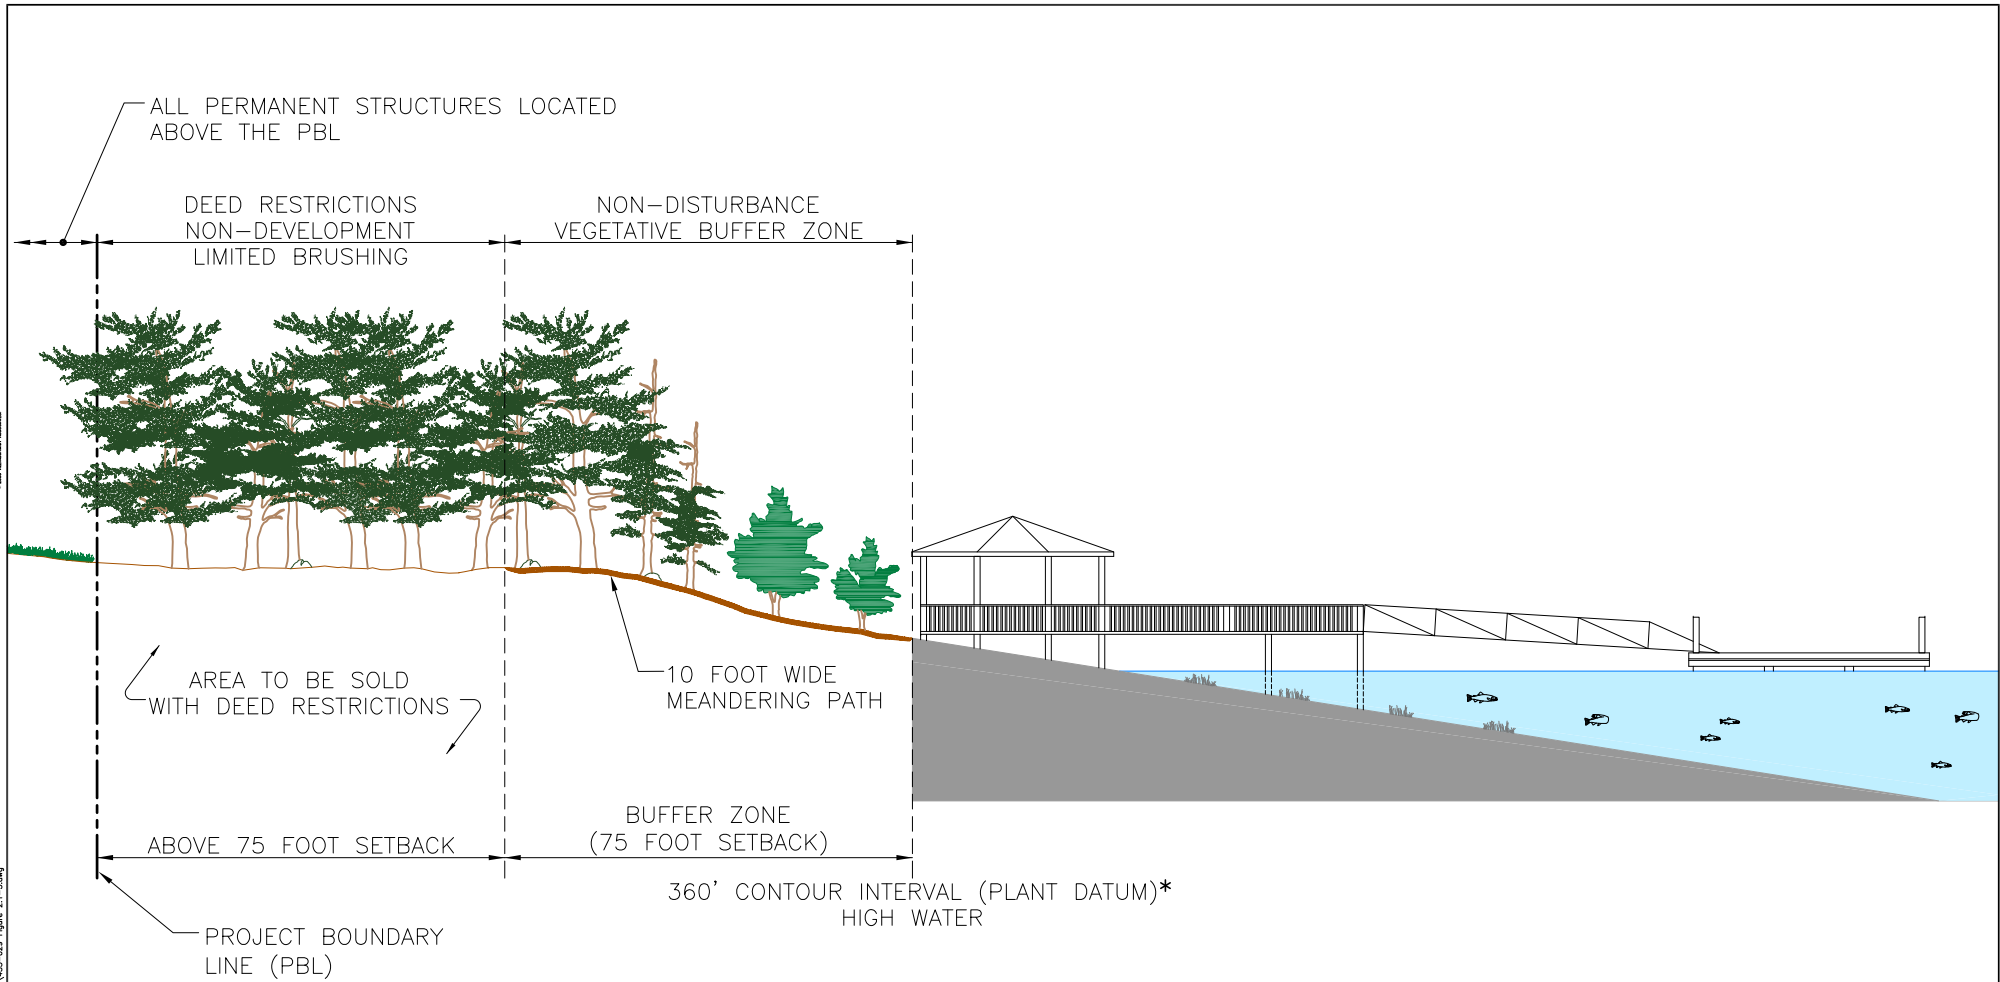 ALL PERMANENT STRUCTURES LOCATED
ABOVE THE PBL
DEED RESTRICTIONS
NON-DEVELOPMENT
LIMITED BRUSHING
NON-DISTURBANCE
VEGETATIVE BUFFER ZONE
AREA TO BE SOLD
WITH DEED RESTRICTIONS
10 FOOT WIDE
MEANDERING PATH
ABOVE 75 FOOT SETBACK
BUFFER ZONE
(75 FOOT SETBACK)
360' CONTOUR INTERVAL (PLANT DATUM)*
HIGH WATER
PROJECT BOUNDARY
LINE (PBL)